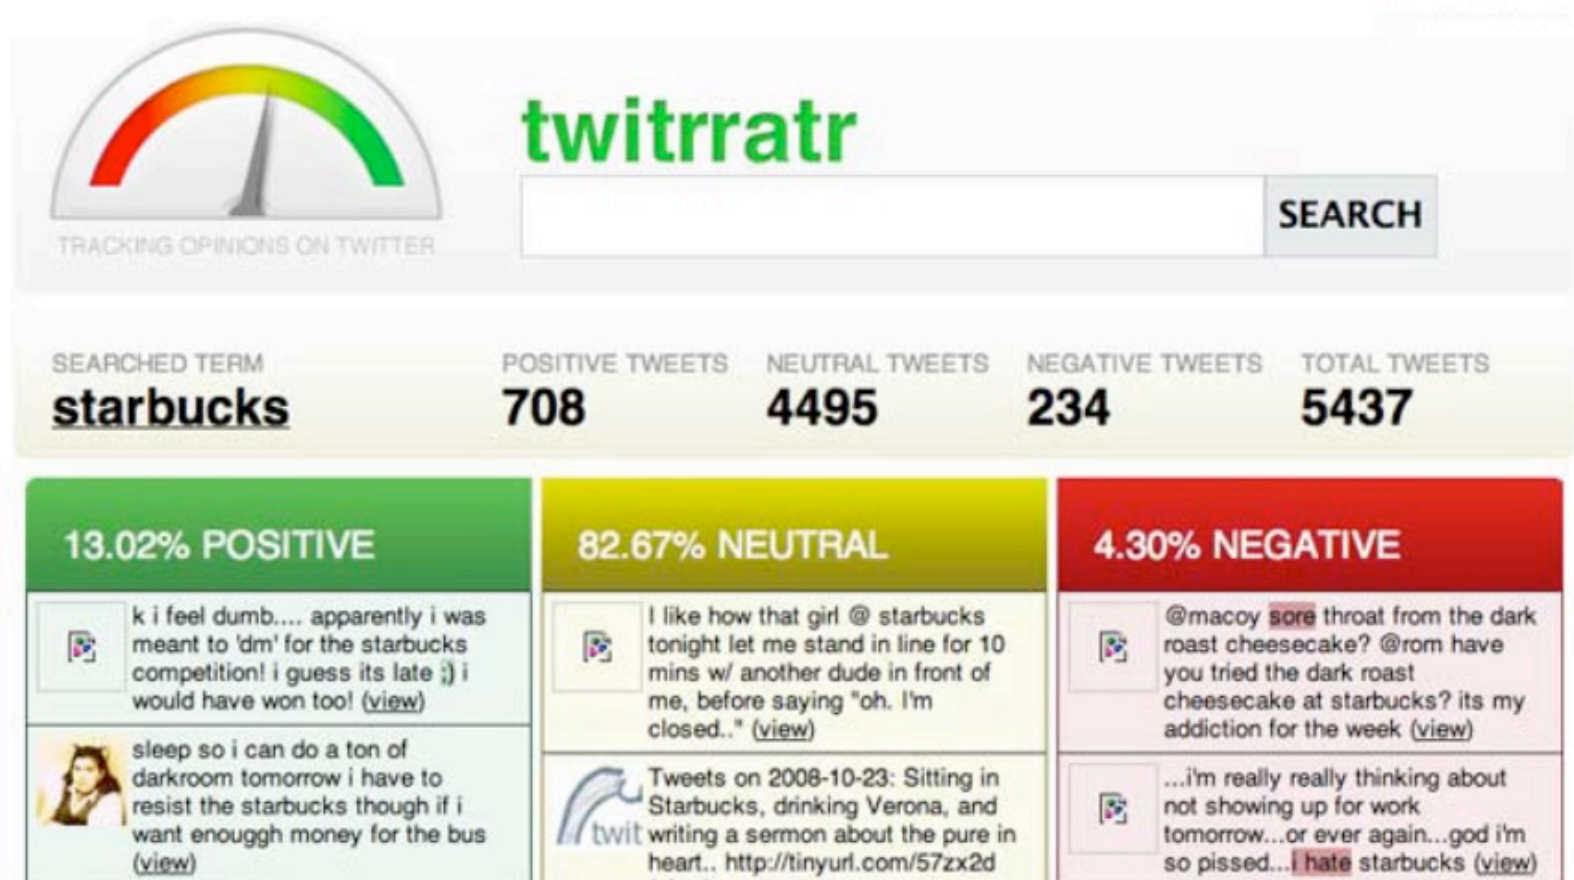 twitrratr
SEARCH
TRACKING OPINIONS ON TWITTER
SEARCHED TERM
starbucks
POSITIVE TWEETS
708
NEUTRAL TWEETS
4495
NEGATIVE TWEETS
234
TOTAL TWEETS
5437
13.02% POSITIVE
k i feel dumb.... apparently i was
meant to 'dm' for the starbucks
competition! i guess its late ;) i
would have won too! (view)
sleep so i can do a ton of
darkroom tomorrow i have to
resist the starbucks though if i
want enouggh money for the bus
(view)
82.67% NEUTRAL
I like how that girl @ starbucks
tonight let me stand in line for 10
mins w/ another dude in front of
me, before saying "oh. I'm
closed.." (view)
twit
Tweets on 2008-10-23: Sitting in
Starbucks, drinking Verona, and
writing a sermon about the pure in
heart.. http://tinyurl.com/57zx2d
4.30% NEGATIVE
@macoy sore throat from the dark
roast cheesecake? @rom have
you tried the dark roast
cheesecake at starbucks? its my
addiction for the week (view)
...i'm really really thinking about
not showing up for work
tomorrow...or ever again...god i'm
so pissed...i hate starbucks (view)